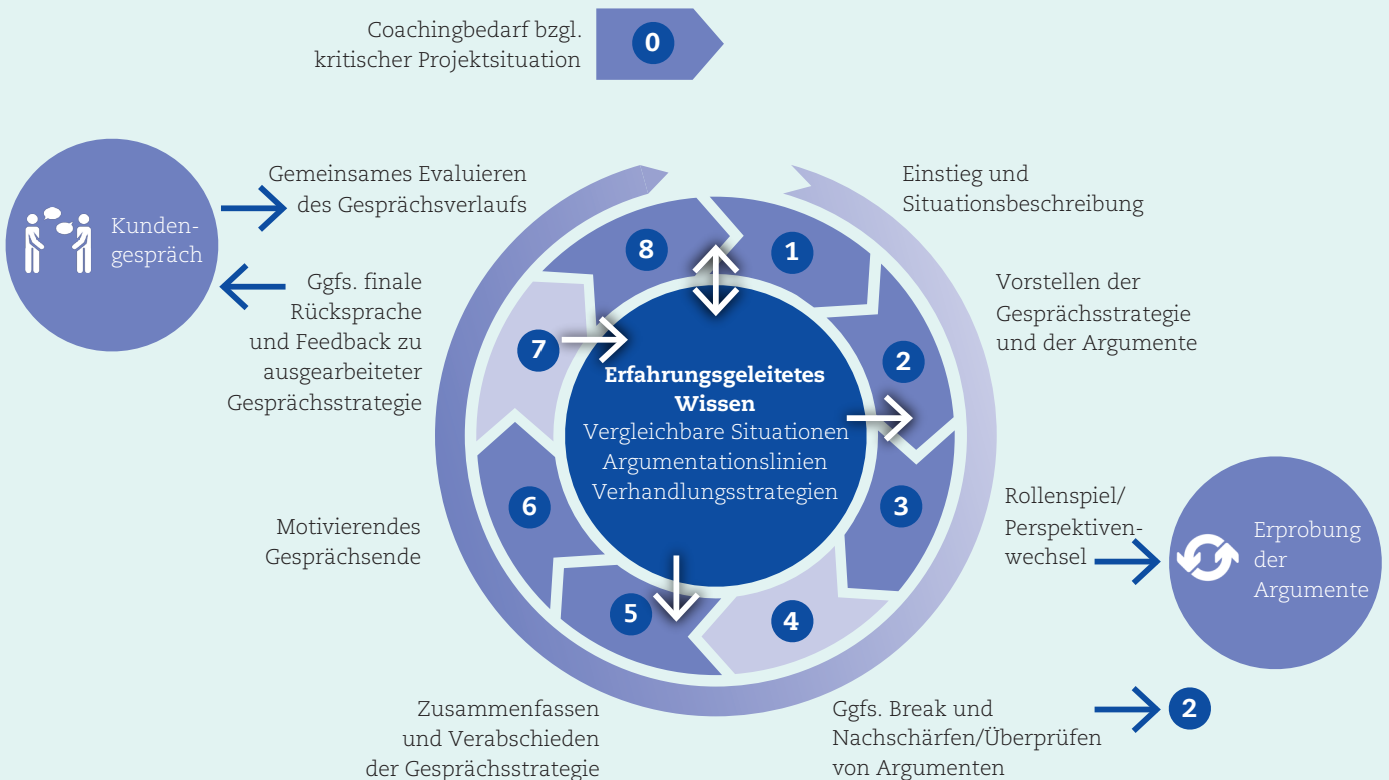 Coachingbedarf bzgl.
kritischer Projektsituation
0
Kunden-
gespräch
Gemeinsames Evaluieren
des Gesprächsverlaufs
Ggfs. finale
Rücksprache
und Feedback zu
ausgearbeiteter
Gesprächsstrategie
Motivierendes
Gesprächsende
Zusammenfassen
und Verabschieden
der Gesprächsstrategie
8
1
7
2
6
3
5
4
Erfahrungsgeleitetes
Wissen
Vergleichbare Situationen
Argumentationslinien
Verhandlungsstrategien
Einstieg und
Situationsbeschreibung
Vorstellen der
Gesprächsstrategie
und der Argumente
Rollenspiel/
Perspektiven-
wechsel
Erprobung
der
Argumente
Ggfs. Break und
Nachschärfen/Überprüfen
von Argumenten
2